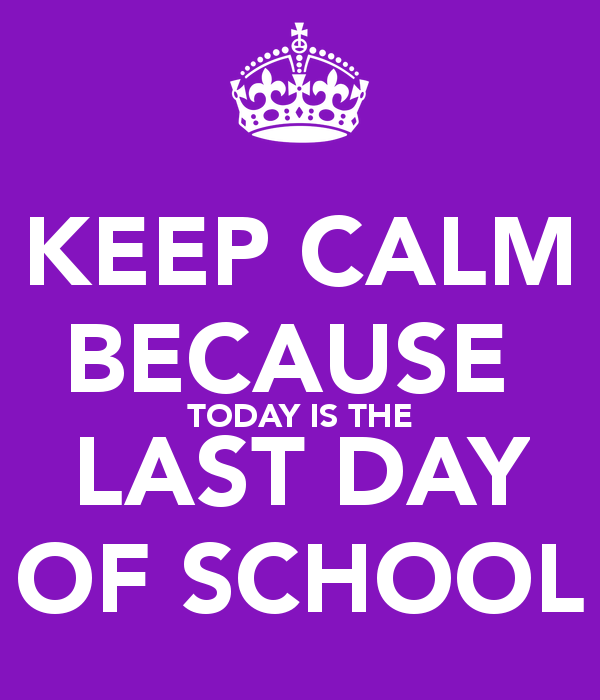 KEEP CALM
BECAUSE
TODAY IS THE
LAST DAY
OF SCHOOL